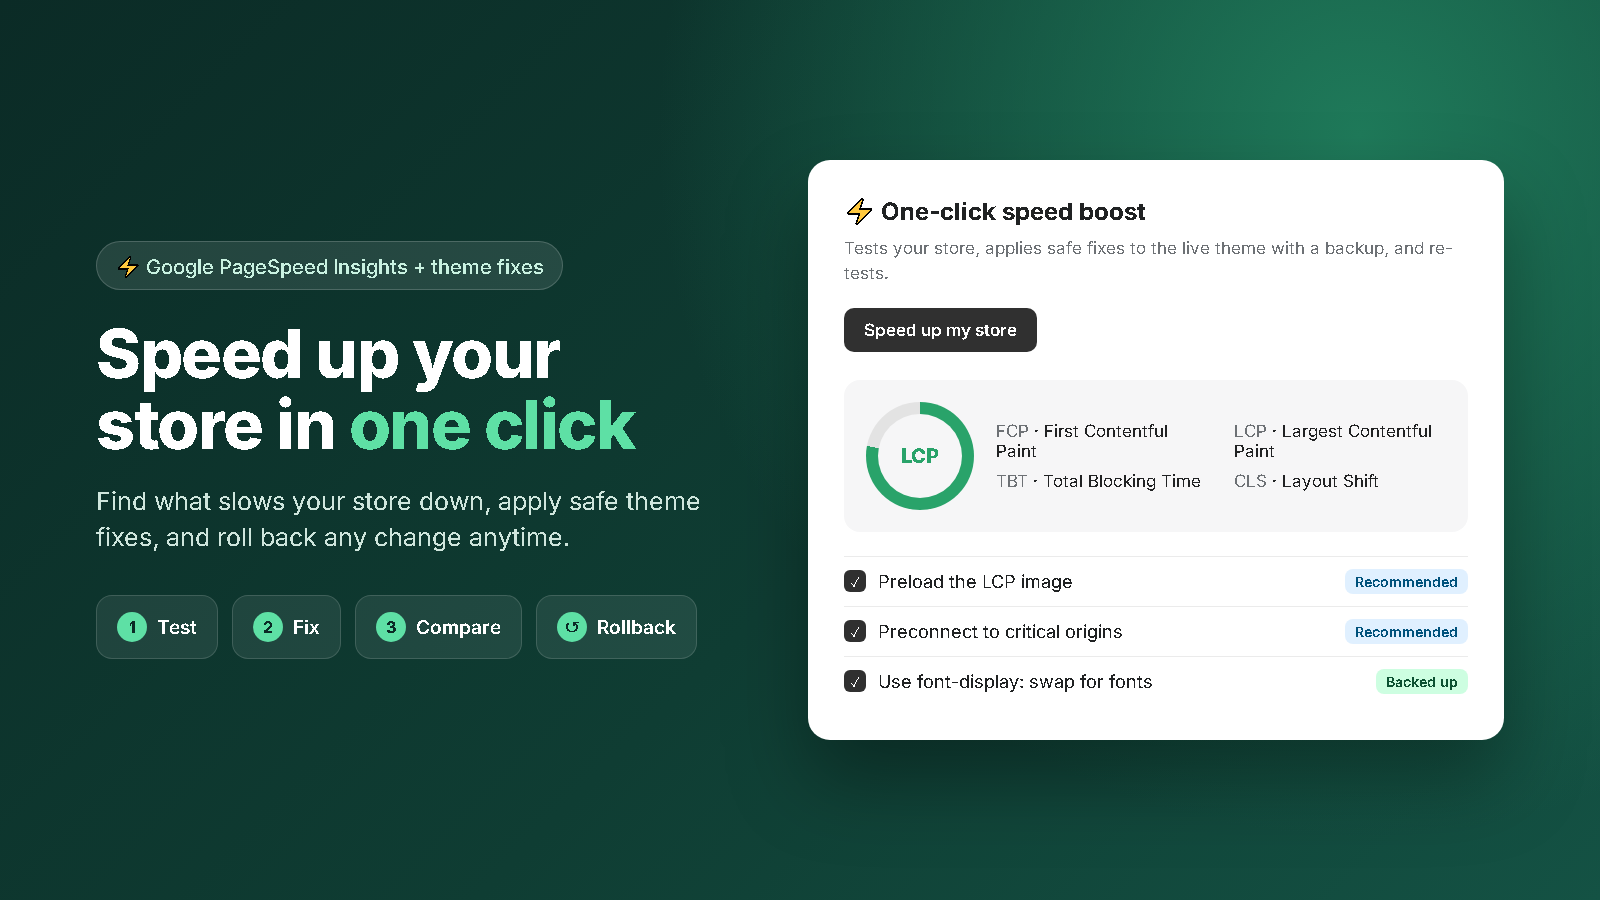 ⚡ Google PageSpeed Insights + theme fixes
Speed up your
store in one click
Find what slows your store down, apply safe theme
fixes, and roll back any change anytime.
1 Test
2 Fix
3 Compare
↺ Rollback
⚡ One-click speed boost
Tests your store, applies safe fixes to the live theme with a backup, and re-
tests.
Speed up my store
LCP
FCP · First Contentful
Paint
LCP · Largest Contentful
Paint
TBT · Total Blocking Time
CLS · Layout Shift
✓ Preload the LCP image Recommended
✓ Preconnect to critical origins Recommended
✓ Use font-display: swap for fonts Backed up